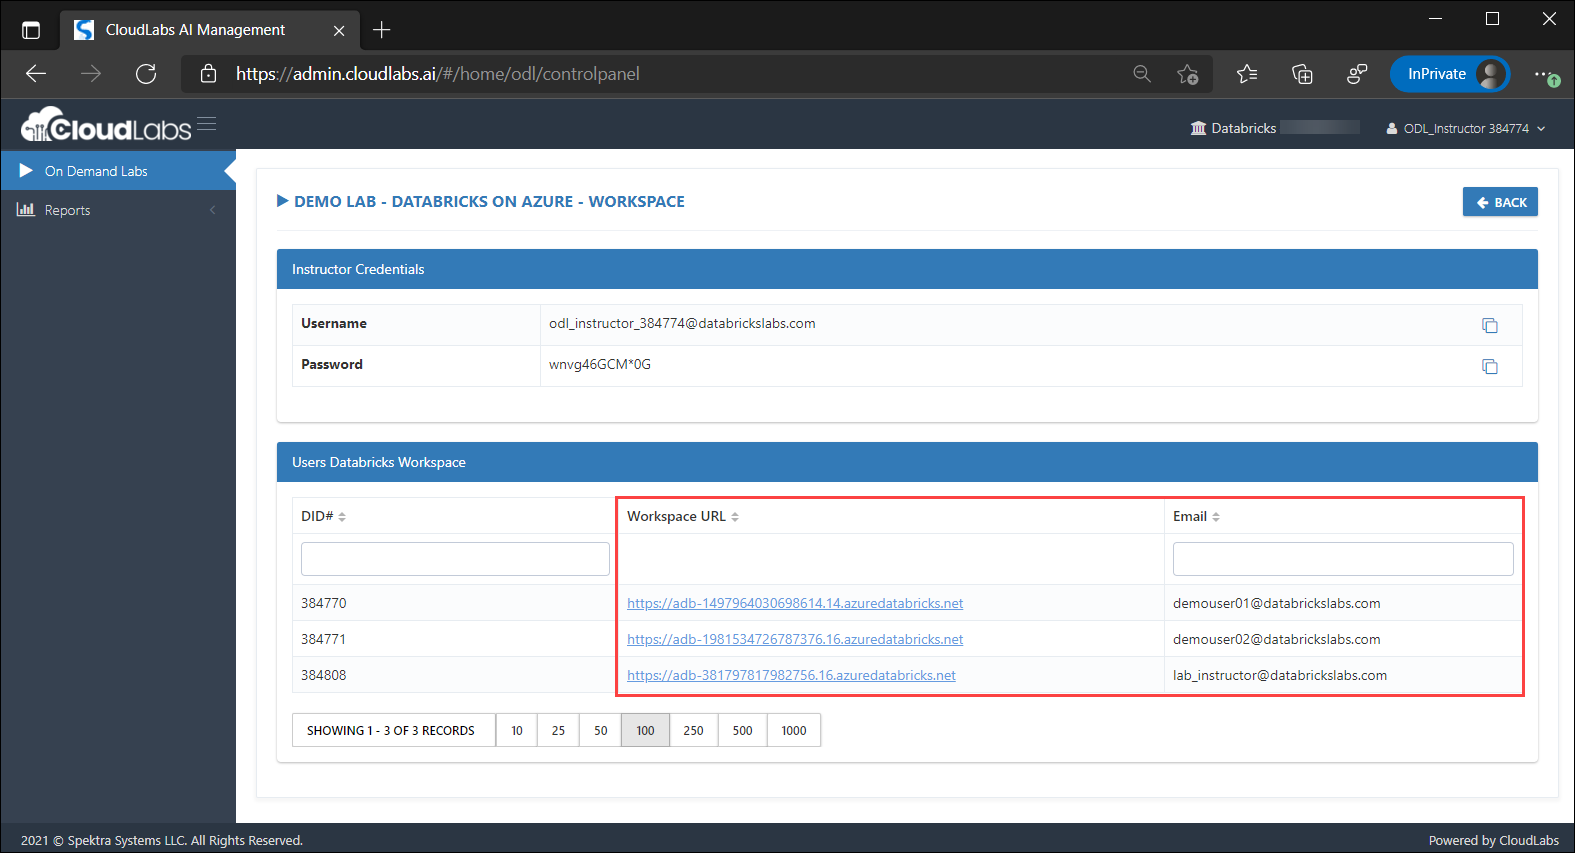 CloudLabs AI Management
https://admin.cloudlabs.ai/#/home/odl/controlpanel
InPrivate
CloudLabs
Databricks
ODL_Instructor 384774
On Demand Labs
Reports
DEMO LAB - DATABRICKS ON AZURE - WORKSPACE
BACK
Instructor Credentials
Username odl_instructor_384774@databrickslabs.com
Password wnvg46GCM*0G
Users Databricks Workspace
DID# Workspace URL Email
384770 https://adb-1497964030698614.14.azuredatabricks.net demouser01@databrickslabs.com
384771 https://adb-1981534726787376.16.azuredatabricks.net demouser02@databrickslabs.com
384808 https://adb-381797817982756.16.azuredatabricks.net lab_instructor@databrickslabs.com
SHOWING 1 - 3 OF 3 RECORDS 10 25 50 100 250 500 1000
2021 © Spektra Systems LLC. All Rights Reserved.
Powered by CloudLabs